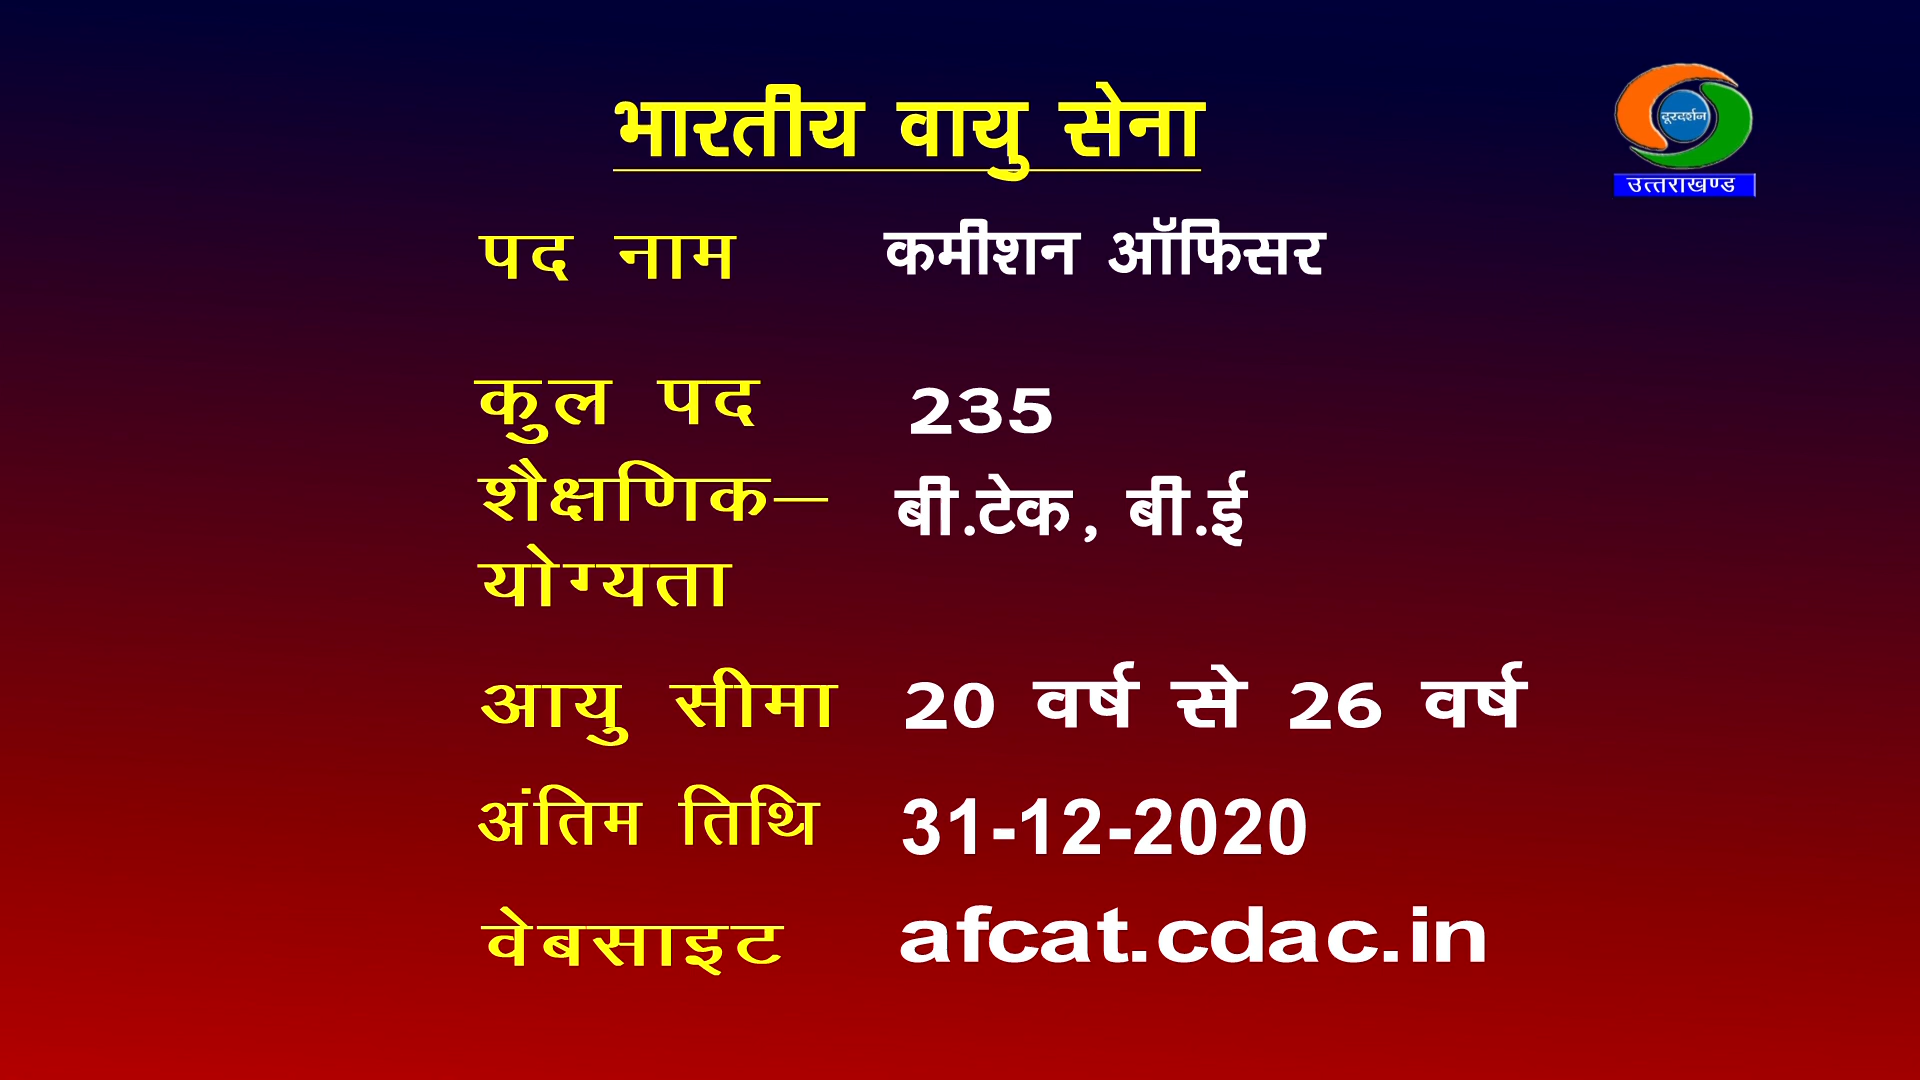 भारतीय वायु सेना
दूरदर्शन
उत्तराखण्ड
पद नाम कमीशन ऑफिसर
कुल पद 235
शैक्षणिक– बी.टेक, बी.ई
योग्यता
आयु सीमा 20 वर्ष से 26 वर्ष
अंतिम तिथि 31-12-2020
वेबसाइट afcat.cdac.in